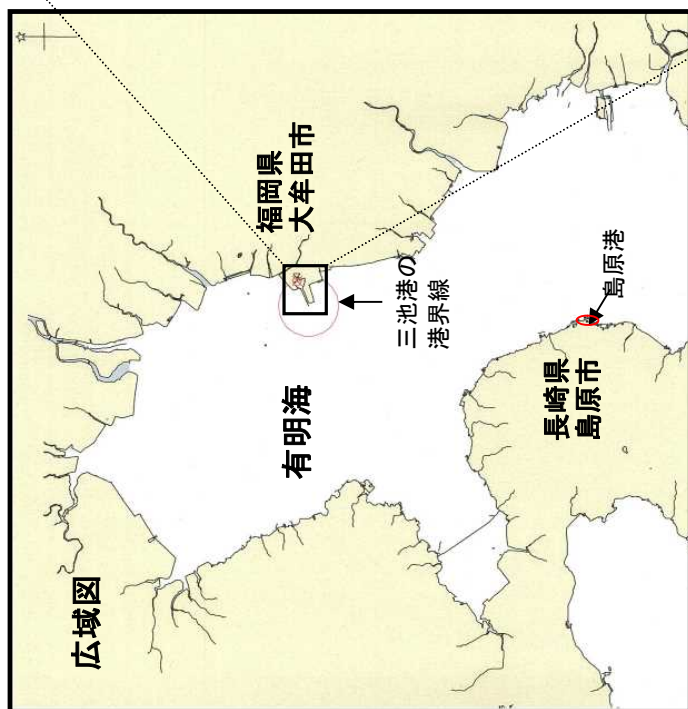 広域図
有明海
福岡県
大牟田市
三池港の
港界線
長崎県
島原市
島原港